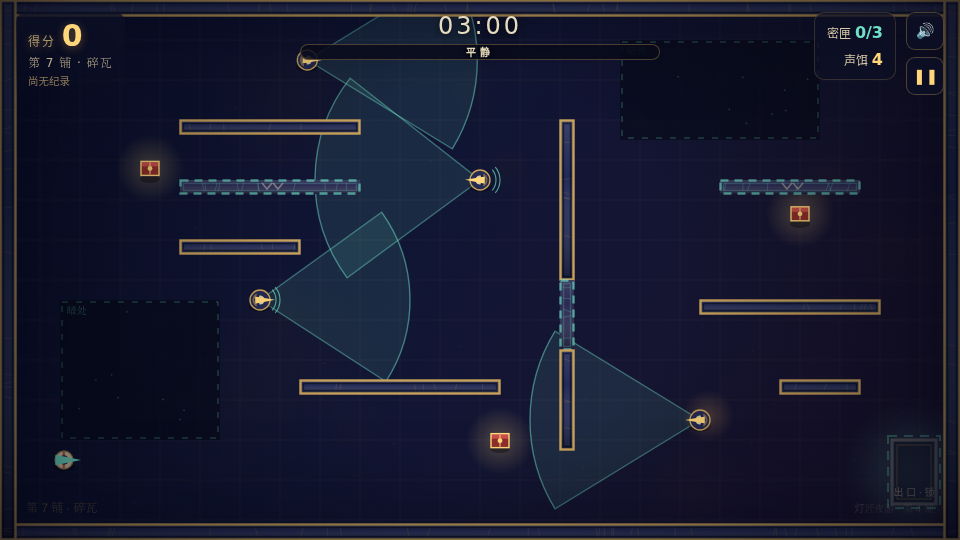 得分 0
第 7 铺 · 碎瓦
尚无纪录
03:00
平静
密匣 0/3
声饵 4
暗处
出口 · 锁
第 7 铺 · 碎瓦